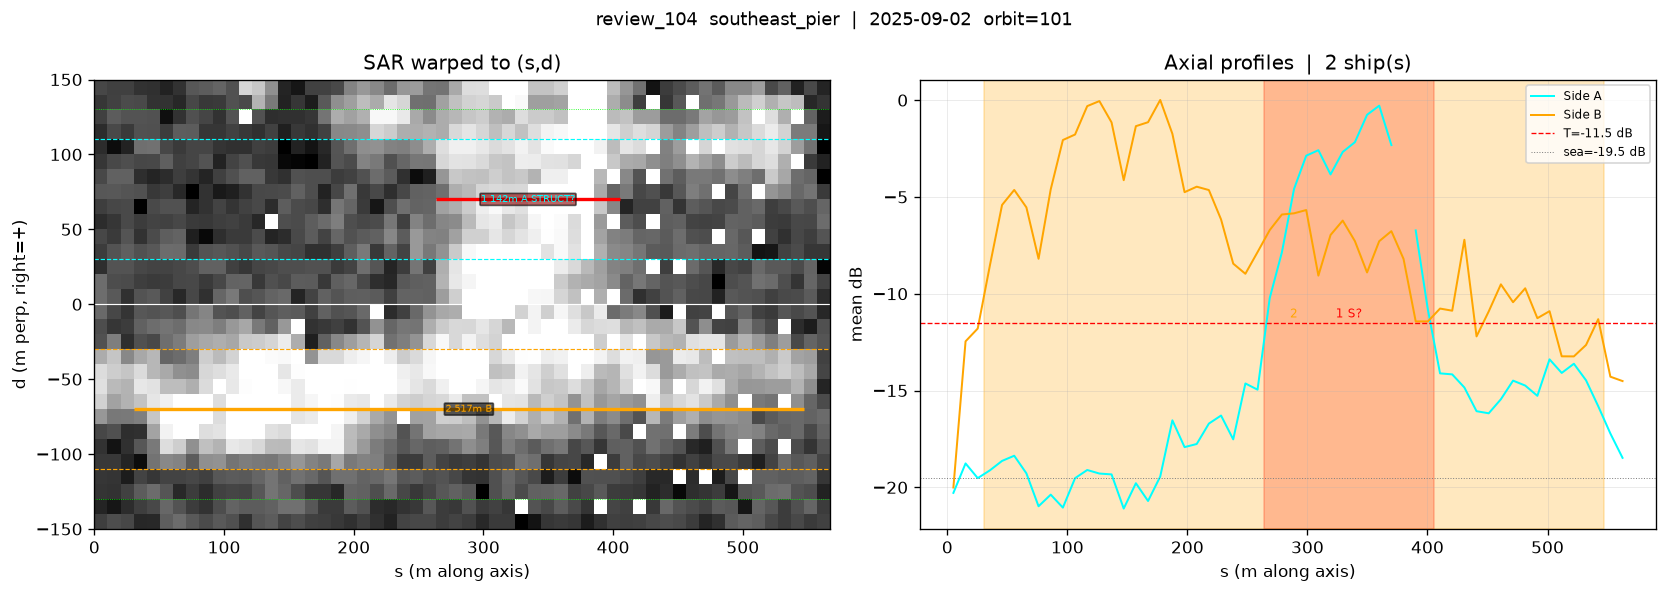 review_104 southeast_pier | 2025-09-02 orbit=101
SAR warped to (s,d)
150
100
50
0
−50
−100
−150
d (m perp, right=+)
1 142m A STRUCT?
2 517m B
0
100
200
300
400
500
s (m along axis)
Axial profiles | 2 ship(s)
0
−5
−10
−15
−20
mean dB
Side A
Side B
T=-11.5 dB
sea=-19.5 dB
2
1 S?
0
100
200
300
400
500
s (m along axis)